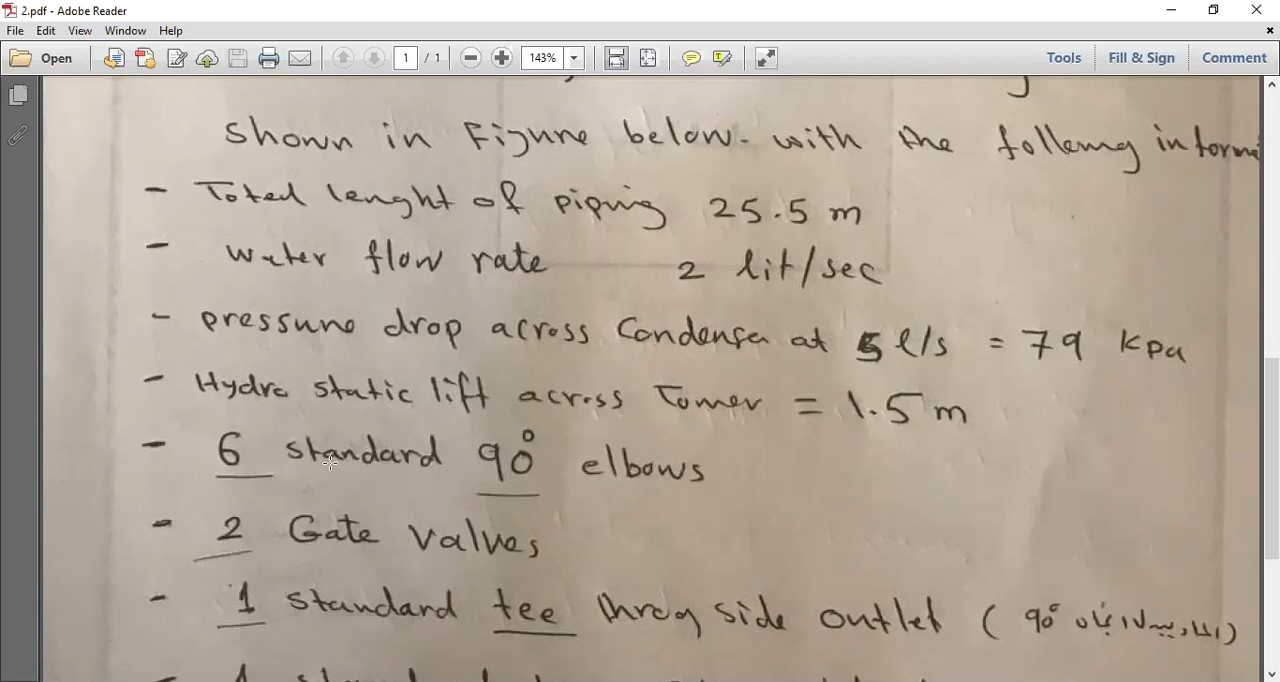 2.pdf - Adobe Reader
File Edit View Window Help
Open 1 / 1 143% Tools Fill & Sign Comment
Shown in Figure below. with the following inform
- Total lenght of piping 25.5 m
- water flow rate 2 lit/sec
- pressure drop across Condenser at 5 l/s = 79 kpa
- Hydro static lift across Tower = 1.5 m
- 6 standard 90° elbows
- 2 Gate valves
- 1 standard tee throg side outlet ( 90° )